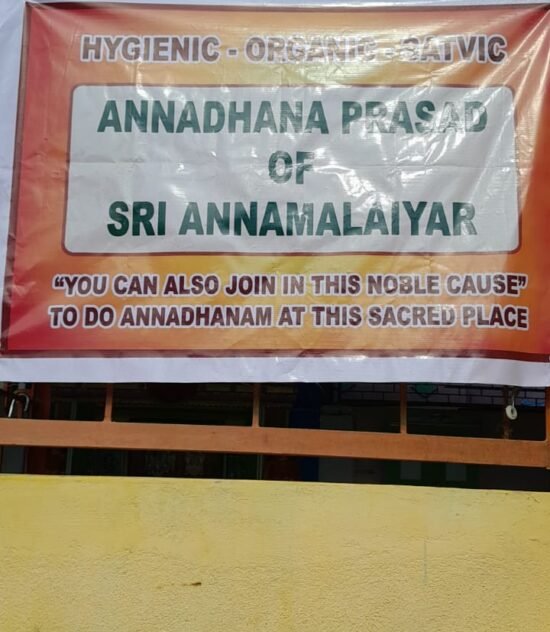 HYGIENIC - ORGANIC - SATVIC
ANNADHANA PRASAD
OF
SRI ANNAMALAIYAR
“YOU CAN ALSO JOIN IN THIS NOBLE CAUSE”
TO DO ANNADHANAM AT THIS SACRED PLACE